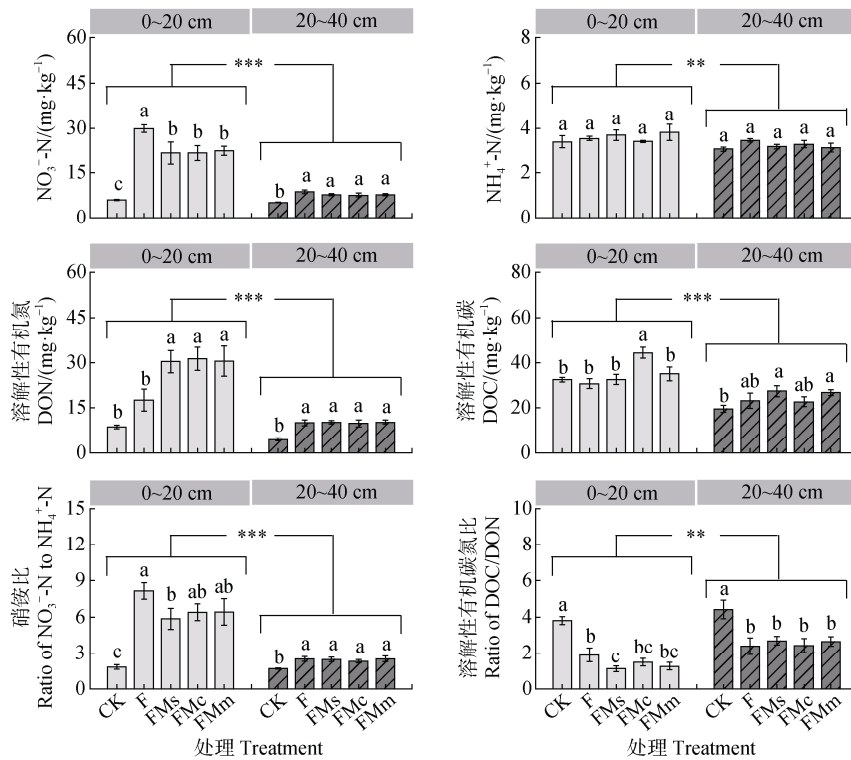 0~20 cm 20~40 cm
NO₃⁻-N/(mg·kg⁻¹)
60
45
30
15
0
***
c a b b b
b a a a a
0~20 cm 20~40 cm
NH₄⁺-N/(mg·kg⁻¹)
8
6
4
2
0
**
a a a a a
a a a a a
0~20 cm 20~40 cm
溶解性有机氮
DON/(mg·kg⁻¹)
60
45
30
15
0
***
b b a a a
b a a a a
0~20 cm 20~40 cm
溶解性有机碳
DOC/(mg·kg⁻¹)
80
60
40
20
0
***
b b b a b
b ab a ab a
0~20 cm 20~40 cm
硝铵比
Ratio of NO₃⁻-N to NH₄⁺-N
15
12
9
6
3
0
***
c a b ab ab
b a a a a
CK F FMs FMc FMm CK F FMs FMc FMm
处理 Treatment
0~20 cm 20~40 cm
溶解性有机碳氮比
Ratio of DOC/DON
10
8
6
4
2
0
**
a b c bc bc
a b b b b
CK F FMs FMc FMm CK F FMs FMc FMm
处理 Treatment